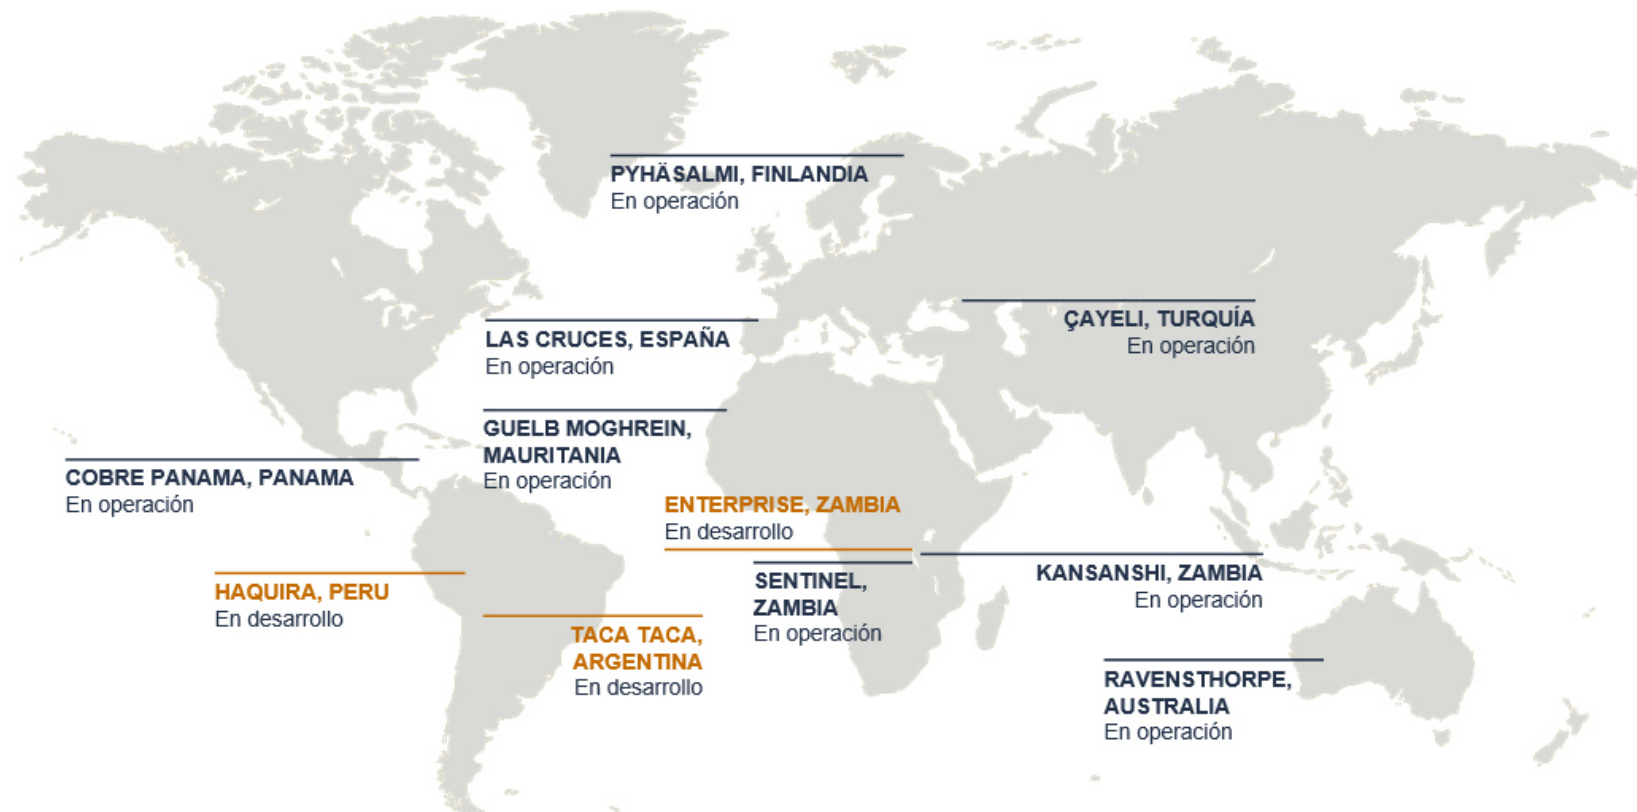 PYHÄSALMI, FINLANDIA
En operación
ÇAYELI, TURQUÍA
En operación
LAS CRUCES, ESPAÑA
En operación
GUELB MOGHREIN,
MAURITANIA
En operación
COBRE PANAMA, PANAMA
En operación
ENTERPRISE, ZAMBIA
En desarrollo
SENTINEL,
ZAMBIA
En operación
KANSANSHI, ZAMBIA
En operación
HAQUIRA, PERU
En desarrollo
TACA TACA,
ARGENTINA
En desarrollo
RAVENSTHORPE,
AUSTRALIA
En operación